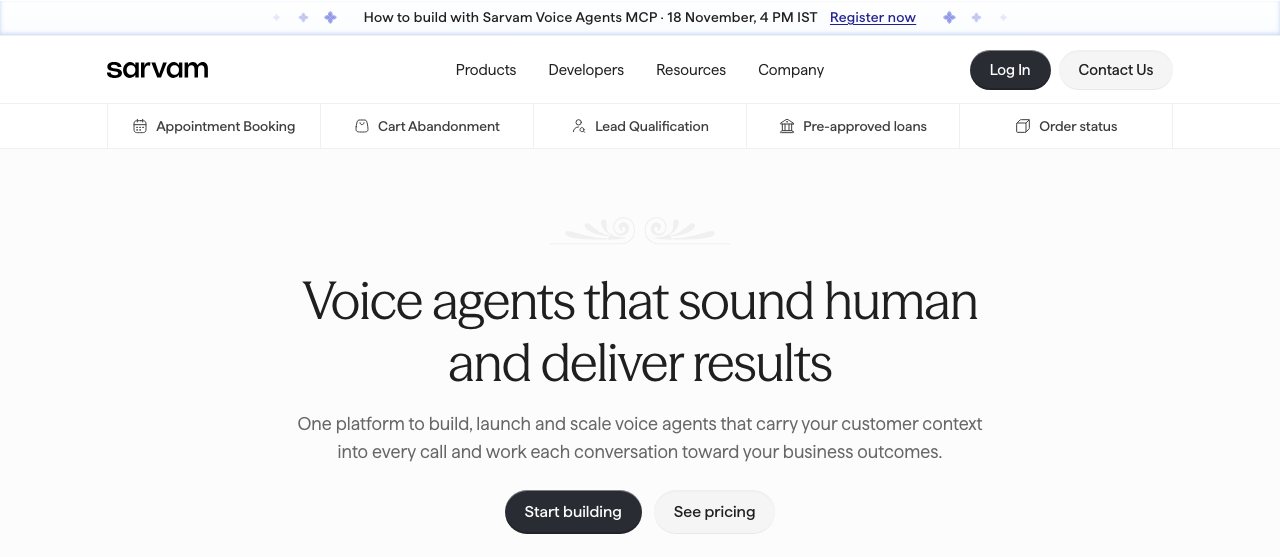 How to build with Sarvam Voice Agents MCP · 18 November, 4 PM IST Register now
sarvam
Products Developers Resources Company
Log In Contact Us
Appointment Booking Cart Abandonment Lead Qualification Pre-approved loans Order status
Voice agents that sound human
and deliver results
One platform to build, launch and scale voice agents that carry your customer context
into every call and work each conversation toward your business outcomes.
Start building See pricing